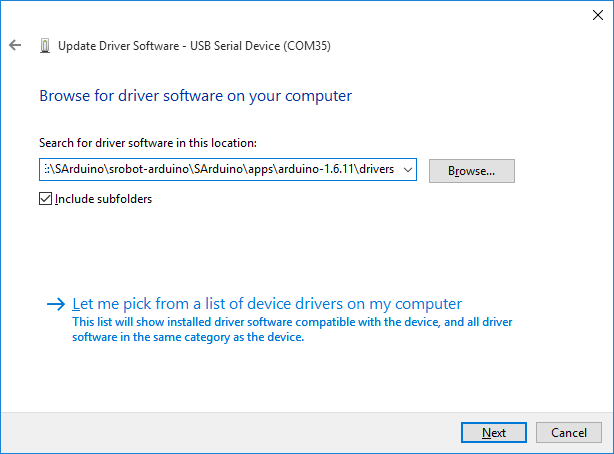 Update Driver Software - USB Serial Device (COM35)
Browse for driver software on your computer
Search for driver software in this location:
:\SArduino\srobot-arduino\SArduino\apps\arduino-1.6.11\drivers
Browse...
Include subfolders
Let me pick from a list of device drivers on my computer
This list will show installed driver software compatible with the device, and all driver
software in the same category as the device.
Next
Cancel